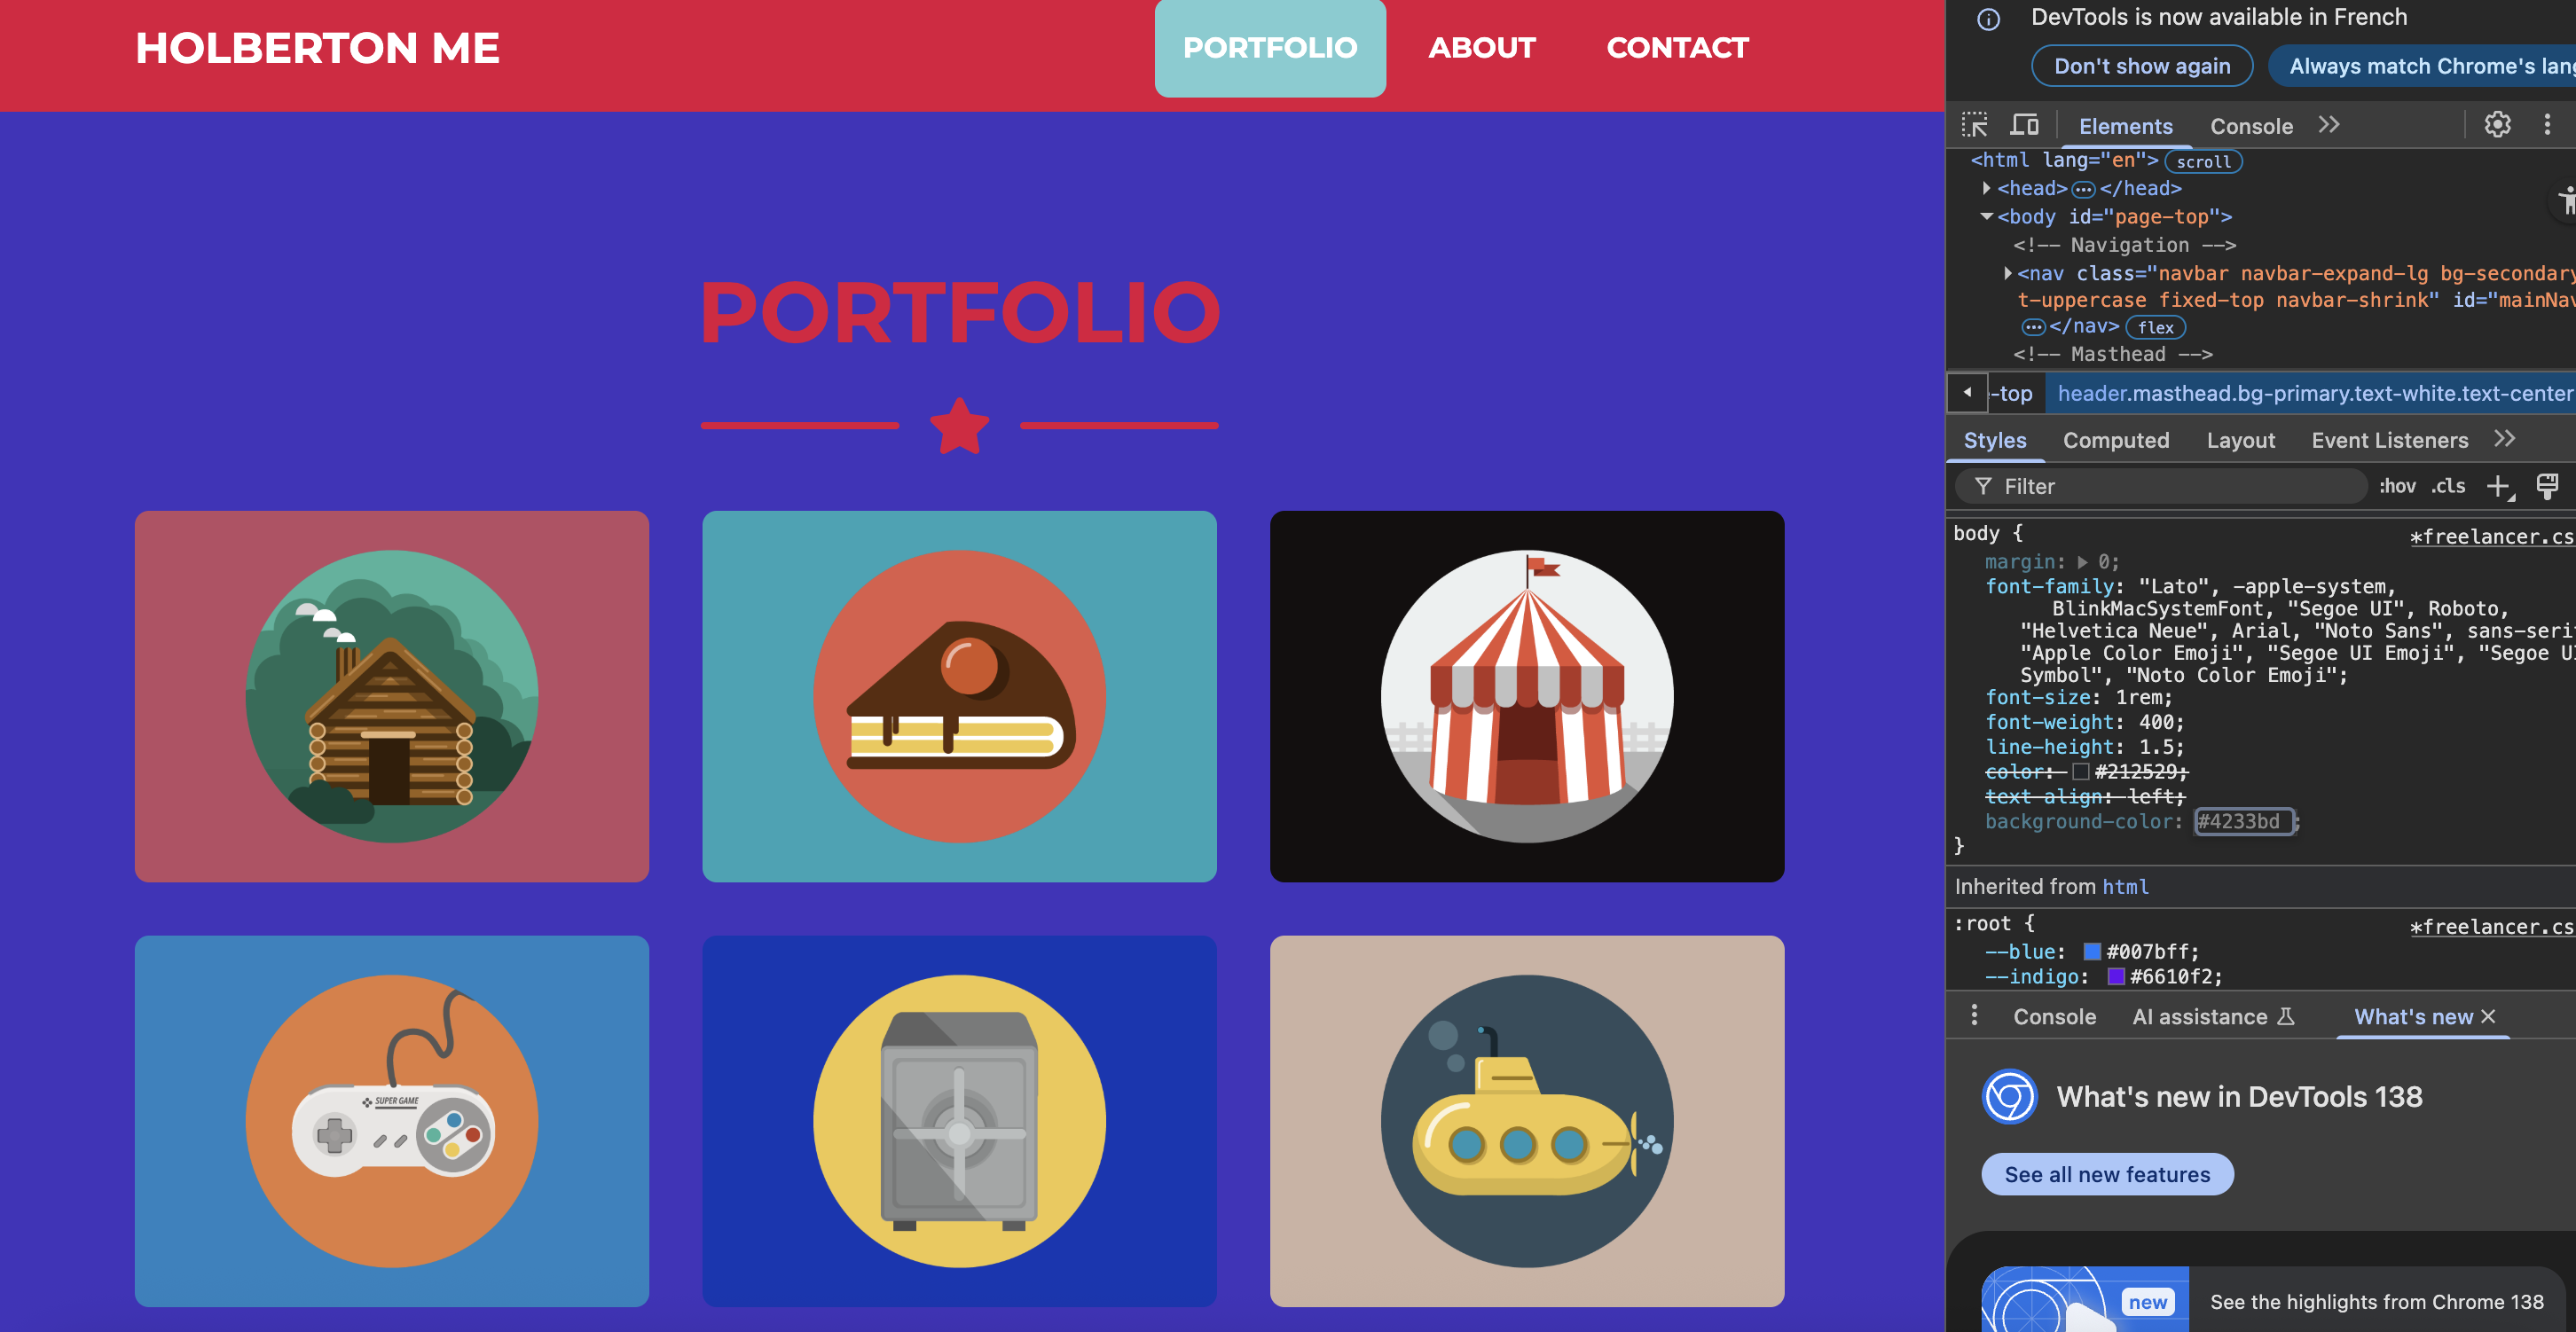 HOLBERTON ME
PORTFOLIO
ABOUT
CONTACT
PORTFOLIO
SUPER GAME
DevTools is now available in French
Don't show again
Always match Chrome's lang
Elements
Console
<html lang="en">
scroll
<head>
</head>
<body id="page-top">
<!-- Navigation -->
<nav class="navbar navbar-expand-lg bg-secondary
t-uppercase fixed-top navbar-shrink" id="mainNav
</nav>
flex
<!-- Masthead -->
-top
header.masthead.bg-primary.text-white.text-center
Styles
Computed
Layout
Event Listeners
Filter
:hov
.cls
body {
*freelancer.cs
margin: 0;
font-family: "Lato", -apple-system,
BlinkMacSystemFont, "Segoe UI", Roboto,
"Helvetica Neue", Arial, "Noto Sans", sans-serif
"Apple Color Emoji", "Segoe UI Emoji", "Segoe UI
Symbol", "Noto Color Emoji";
font-size: 1rem;
font-weight: 400;
line-height: 1.5;
color: #212529;
text-align: left;
background-color: #4233bd ;
}
Inherited from html
:root {
*freelancer.cs
--blue: #007bff;
--indigo: #6610f2;
Console
AI assistance
What's new
What's new in DevTools 138
See all new features
new
See the highlights from Chrome 138